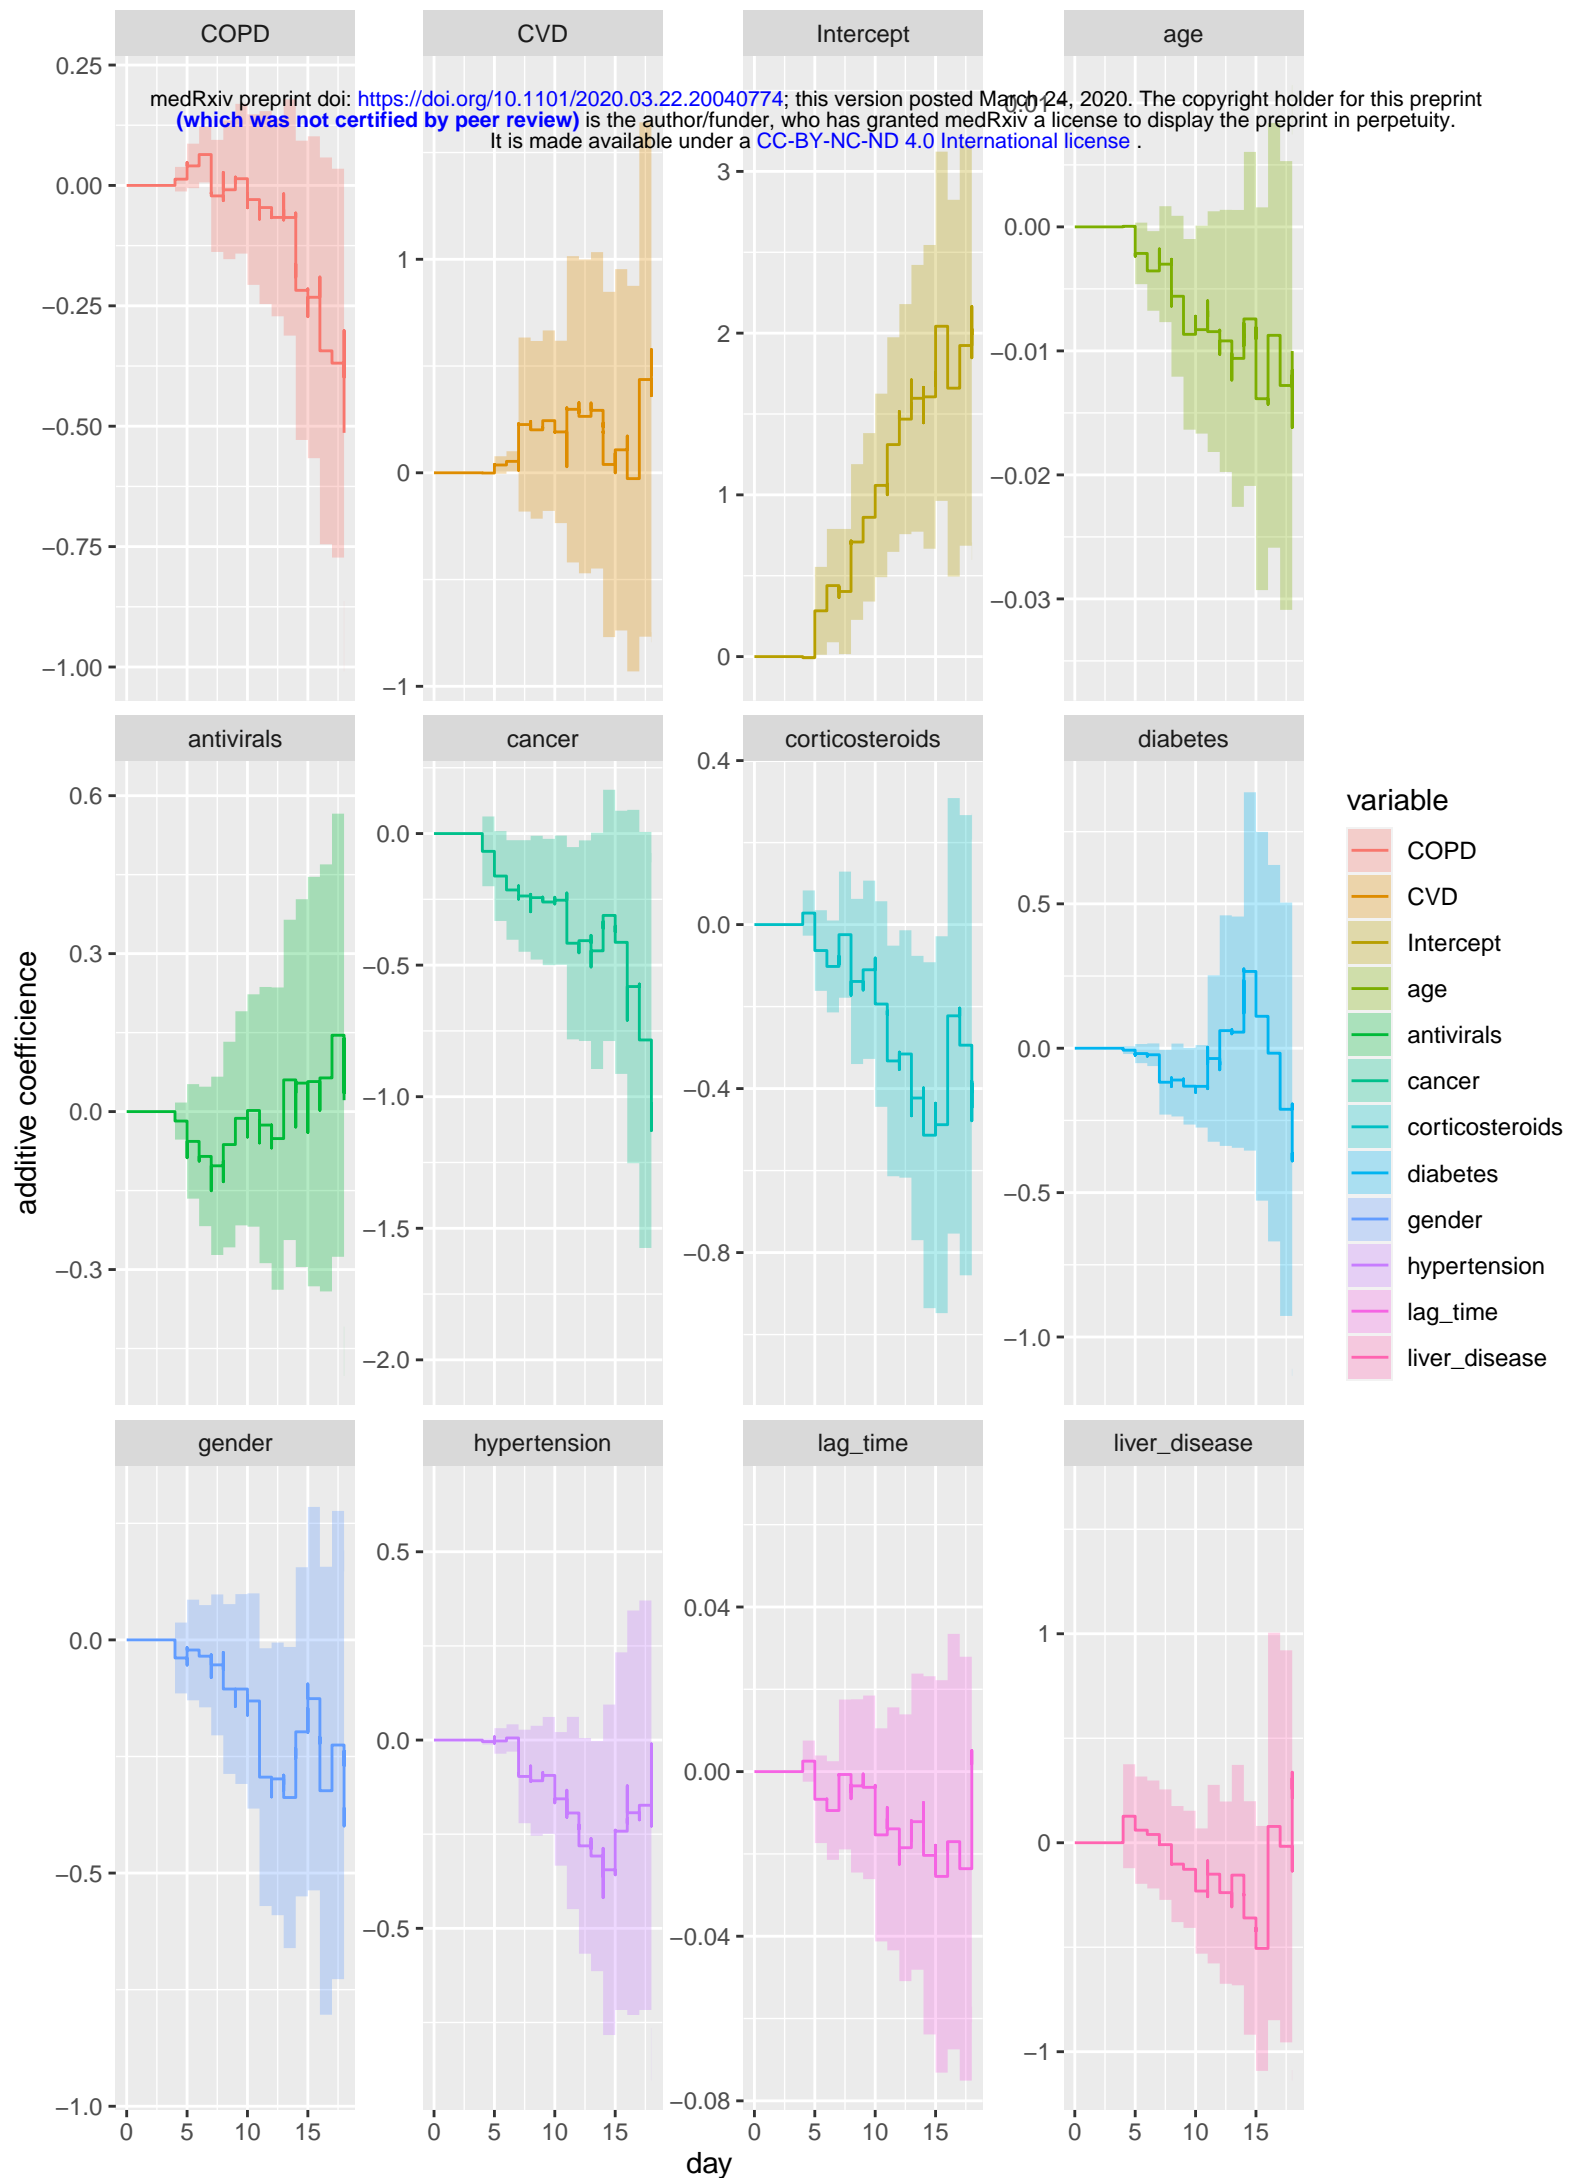 COPD CVD Intercept age
medRxiv preprint doi: https://doi.org/10.1101/2020.03.22.20040774; this version posted March 24, 2020. The copyright holder for this preprint
(which was not certified by peer review) is the author/funder, who has granted medRxiv a license to display the preprint in perpetuity.
It is made available under a CC-BY-NC-ND 4.0 International license .
0.25
0.00
−0.25
−0.50
−0.75
−1.00
1
0
−1
3
2
1
0
0.01
0.00
−0.01
−0.02
−0.03
antivirals cancer corticosteroids diabetes
0.6
0.3
0.0
−0.3
0.0
−0.5
−1.0
−1.5
−2.0
0.4
0.0
−0.4
−0.8
0.5
0.0
−0.5
−1.0
gender hypertension lag_time liver_disease
0.0
−0.5
−1.0
0.5
0.0
−0.5
0.04
0.00
−0.04
−0.08
1
0
−1
0 5 10 15 0 5 10 15 0 5 10 15 0 5 10 15
day
additive coefficience
variable
COPD
CVD
Intercept
age
antivirals
cancer
corticosteroids
diabetes
gender
hypertension
lag_time
liver_disease